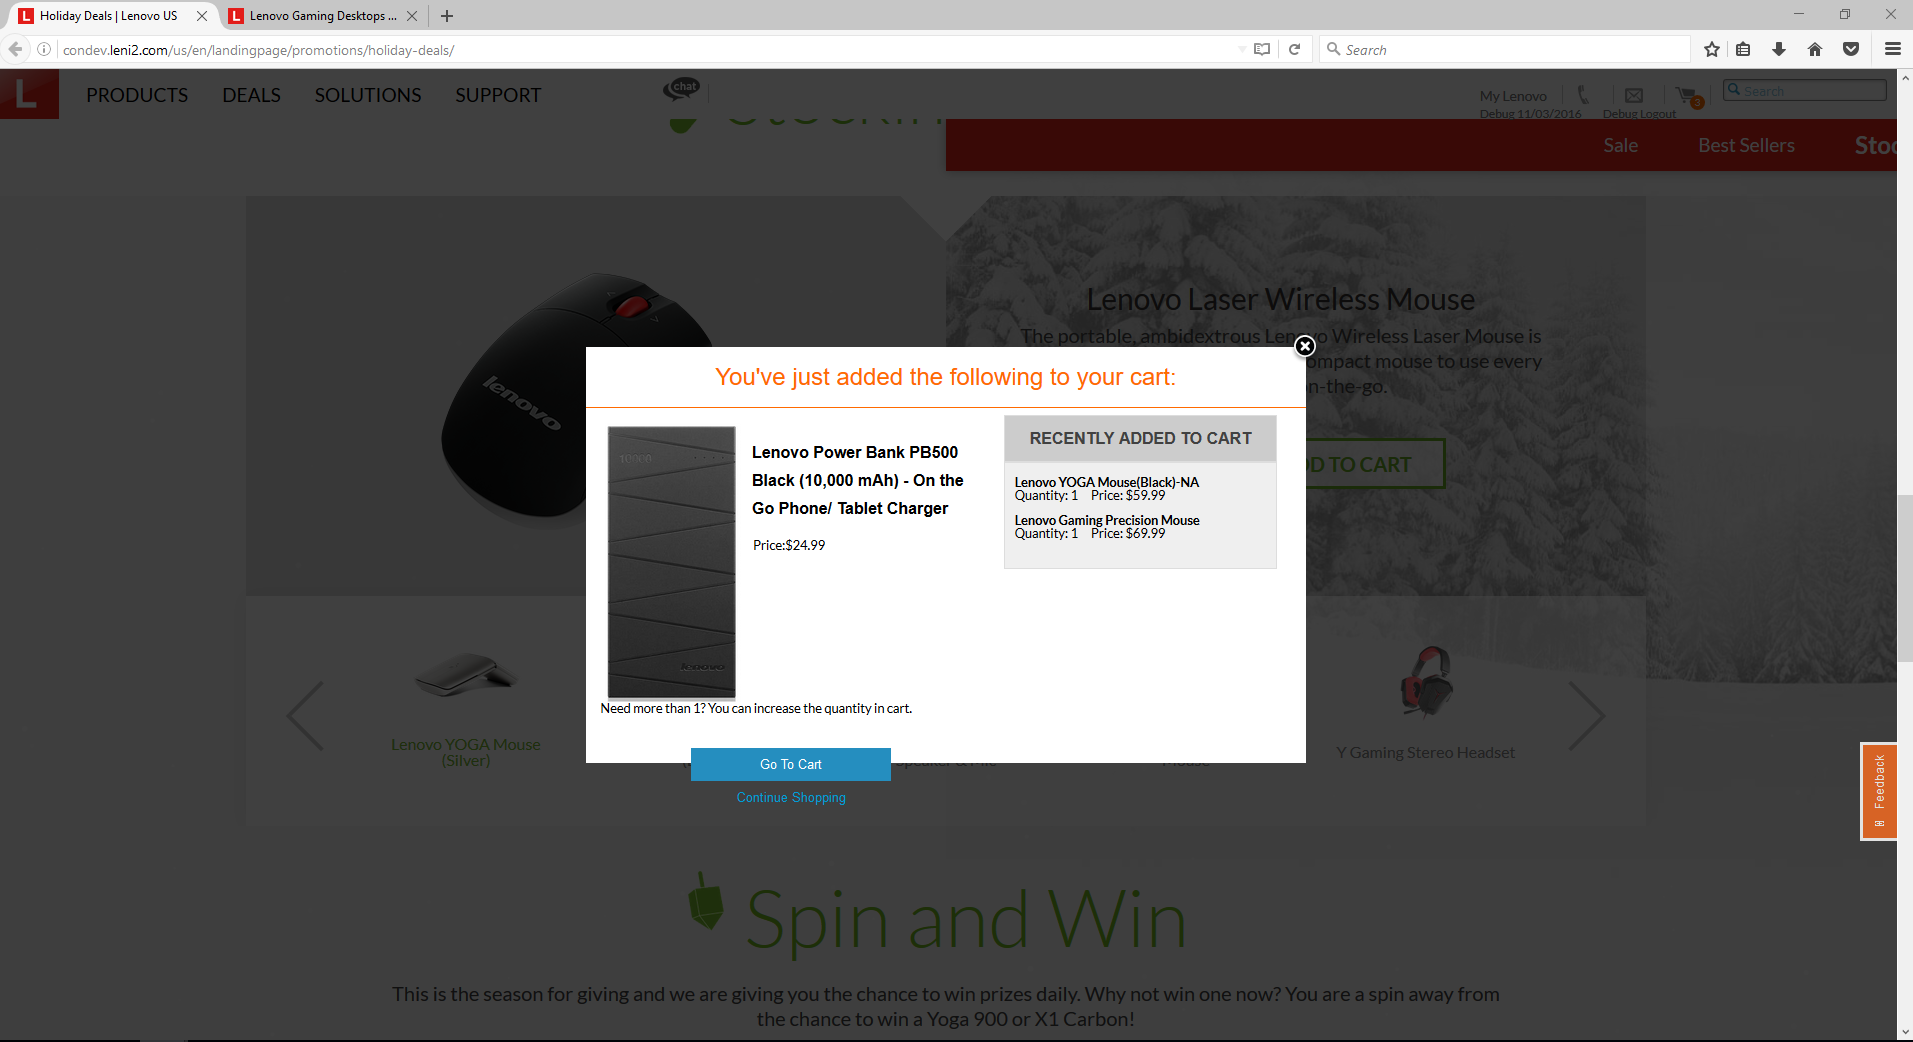 Holiday Deals | Lenovo US
Lenovo Gaming Desktops ...
condev.leni2.com/us/en/landingpage/promotions/holiday-deals/
Search
L
PRODUCTS
DEALS
SOLUTIONS
SUPPORT
chat
My Lenovo
3
Search
Debug 11/03/2016
Debug Logout
Sale
Best Sellers
Stoc
lenovo
Lenovo Laser Wireless Mouse
The portable, ambidextrous Len vo Wireless Laser Mouse is
ompact mouse to use every
n-the-go.
D TO CART
You've just added the following to your cart:
10000
lenovo
Lenovo Power Bank PB500
Black (10,000 mAh) - On the
Go Phone/ Tablet Charger
Price:$24.99
RECENTLY ADDED TO CART
Lenovo YOGA Mouse(Black)-NA
Quantity: 1 Price: $59.99
Lenovo Gaming Precision Mouse
Quantity: 1 Price: $69.99
Need more than 1? You can increase the quantity in cart.
Go To Cart
Continue Shopping
Lenovo YOGA Mouse
(Silver)
Y Gaming Stereo Headset
Feedback
Spin and Win
This is the season for giving and we are giving you the chance to win prizes daily. Why not win one now? You are a spin away from
the chance to win a Yoga 900 or X1 Carbon!